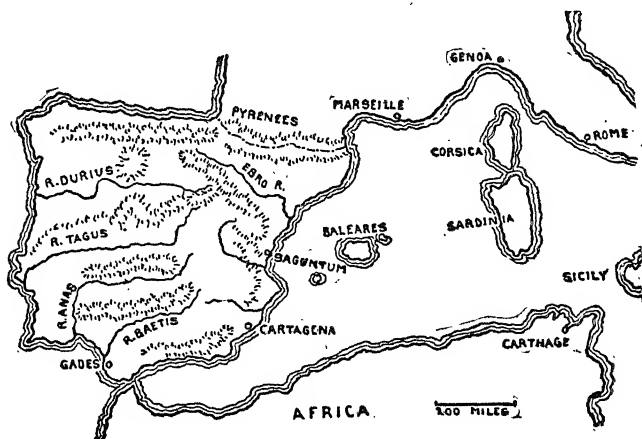 GENOA
PYRENEES
MARSEILLE
ROME
CORSICA
EBRO R.
R. DURIUS
SARDINIA
BALEARES
R. TAGUS
SAGUNTUM
SICILY
R. ANAS
R. BAETIS
CARTAGENA
CARTHAGE
GADES
AFRICA.
200 MILES